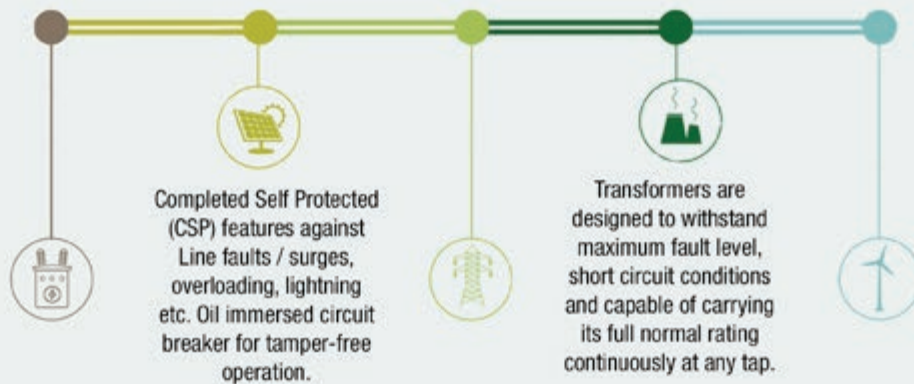 Completed Self Protected
(CSP) features against
Line faults / surges,
overloading, lightning
etc. Oil immersed circuit
breaker for tamper-free
operation.
Transformers are
designed to withstand
maximum fault level,
short circuit conditions
and capable of carrying
its full normal rating
continuously at any tap.